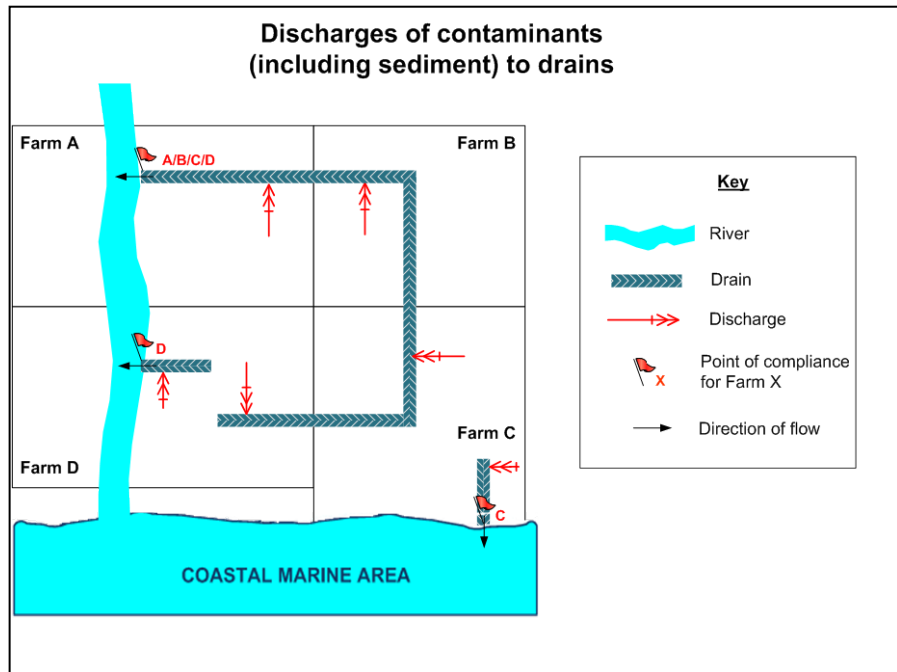 Discharges of contaminants
(including sediment) to drains
Farm A
A/B/C/D
Farm B
D
Farm C
Farm D
C
COASTAL MARINE AREA
Key
River
Drain
Discharge
X
Point of compliance
for Farm X
Direction of flow